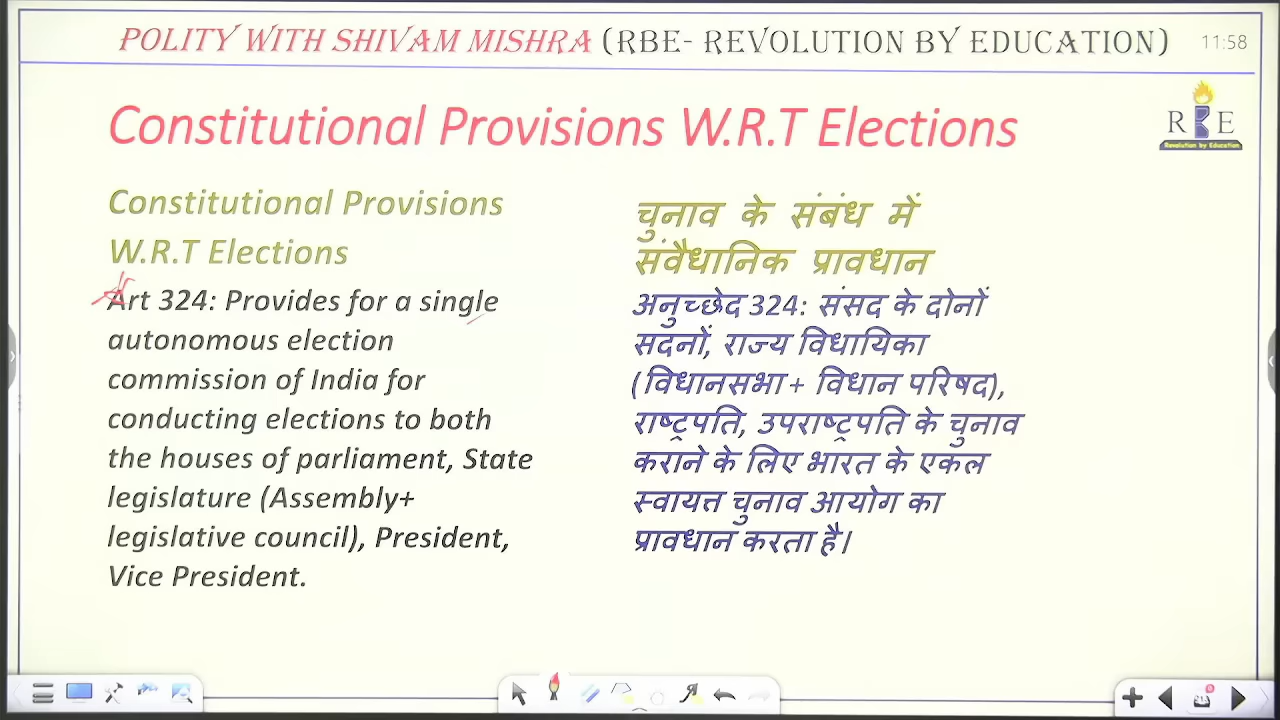 POLITY WITH SHIVAM MISHRA (RBE- REVOLUTION BY EDUCATION)
11:58
Constitutional Provisions W.R.T Elections
R E
Revolution by Education
Constitutional Provisions
W.R.T Elections
Art 324: Provides for a single
autonomous election
commission of India for
conducting elections to both
the houses of parliament, State
legislature (Assembly+
legislative council), President,
Vice President.
चुनाव के संबंध में
संवैधानिक प्रावधान
अनुच्छेद 324: संसद के दोनों
सदनों, राज्य विधायिका
(विधानसभा + विधान परिषद),
राष्ट्रपति, उपराष्ट्रपति के चुनाव
कराने के लिए भारत के एकल
स्वायत्त चुनाव आयोग का
प्रावधान करता है।